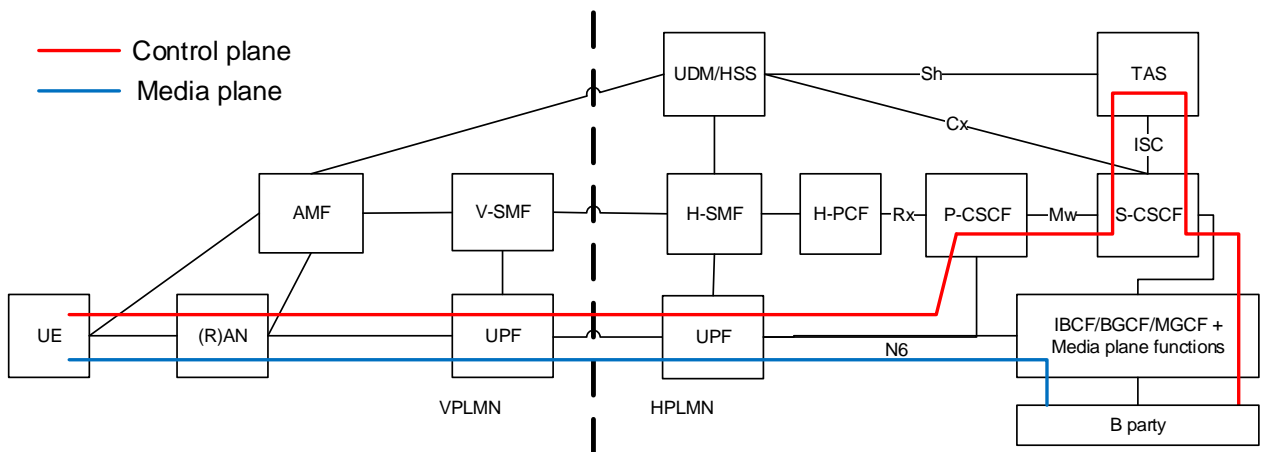 Control plane
Media plane
UDM/HSS
Sh
TAS
Cx
ISC
AMF
V-SMF
H-SMF
H-PCF
Rx
P-CSCF
Mw
S-CSCF
UE
(R)AN
UPF
UPF
N6
IBCF/BGCF/MGCF +
Media plane functions
VPLMN
HPLMN
B party